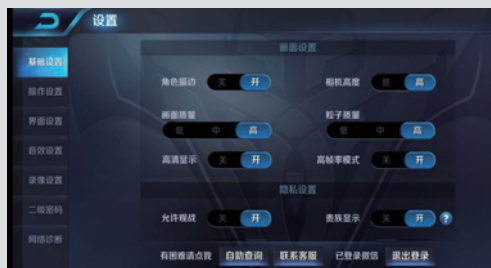 设置
基础设置
操作设置
界面设置
音效设置
录像设置
二级密码
网络诊断
画面设置
角色描边 关 开 相机高度 低 高
画面质量 粒子质量
低 中 高 低 中 高
高清显示 关 开 高帧率模式 关 开
隐私设置
允许观战 关 开 贵族显示 关 开 ?
有困难请点我 自助查询 联系客服 已登录微信 退出登录